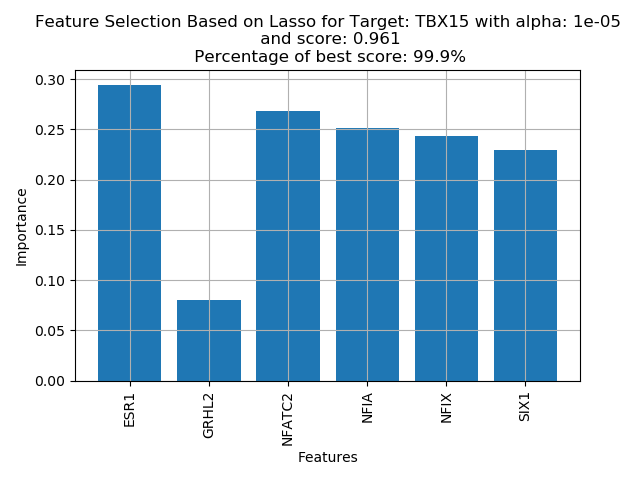 Feature Selection Based on Lasso for Target: TBX15 with alpha: 1e-05
and score: 0.961
Percentage of best score: 99.9%
0.30
0.25
0.20
0.15
0.10
0.05
0.00
Importance
ESR1
GRHL2
NFATC2
NFIA
NFIX
SIX1
Features